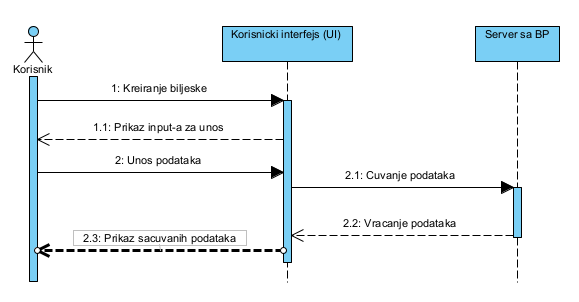 Korisnicki interfejs (UI)
Server sa BP
Korisnik
1: Kreiranje biljeske
1.1: Prikaz input-a za unos
2: Unos podataka
2.1: Cuvanje podataka
2.2: Vracanje podataka
2.3: Prikaz sacuvanih podataka